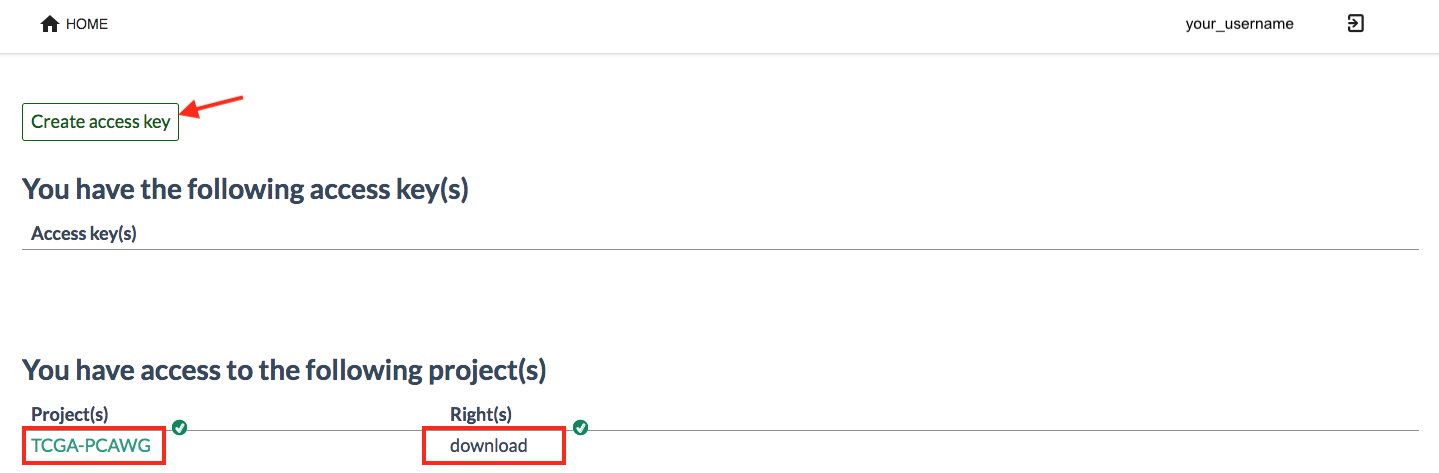 HOME your_username
Create access key
You have the following access key(s)
Access key(s)
You have access to the following project(s)
Project(s) Right(s)
TCGA-PCAWG download